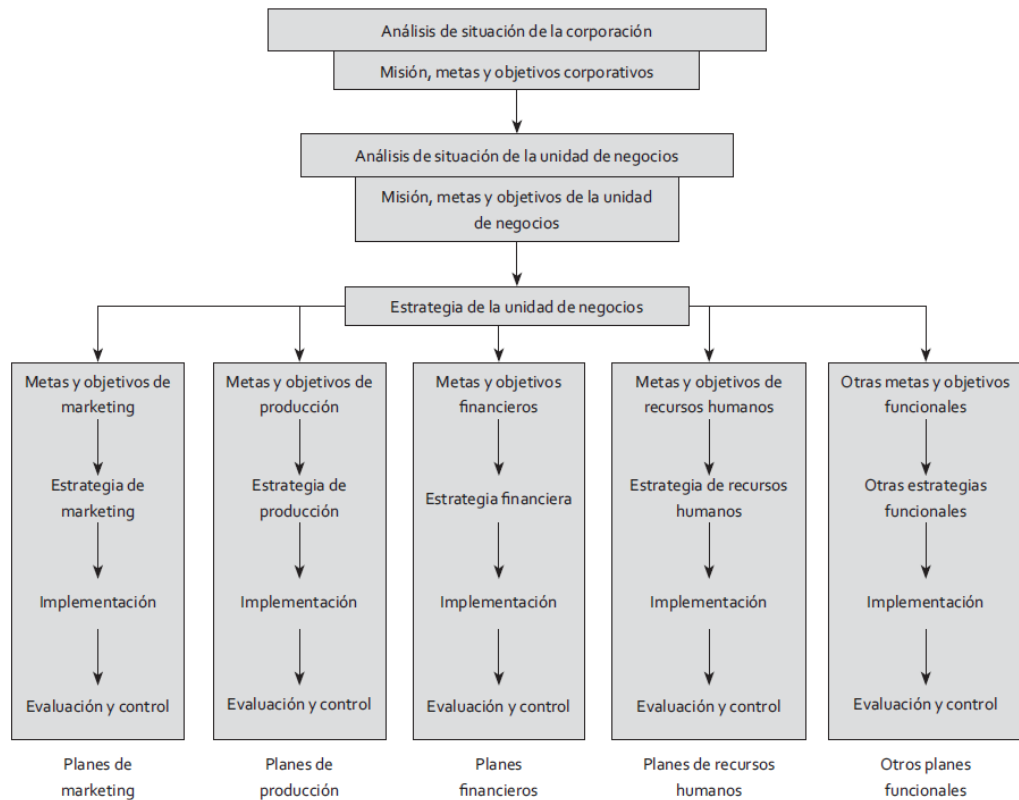 Análisis de situación de la corporación
Misión, metas y objetivos corporativos
Análisis de situación de la unidad de negocios
Misión, metas y objetivos de la unidad
de negocios
Estrategia de la unidad de negocios
Metas y objetivos de
marketing
Estrategia de
marketing
Implementación
Evaluación y control
Planes de
marketing
Metas y objetivos de
producción
Estrategia de
producción
Implementación
Evaluación y control
Planes de
producción
Metas y objetivos
financieros
Estrategia financiera
Implementación
Evaluación y control
Planes
financieros
Metas y objetivos de
recursos humanos
Estrategia de recursos
humanos
Implementación
Evaluación y control
Planes de recursos
humanos
Otras metas y objetivos
funcionales
Otras estrategias
funcionales
Implementación
Evaluación y control
Otros planes
funcionales